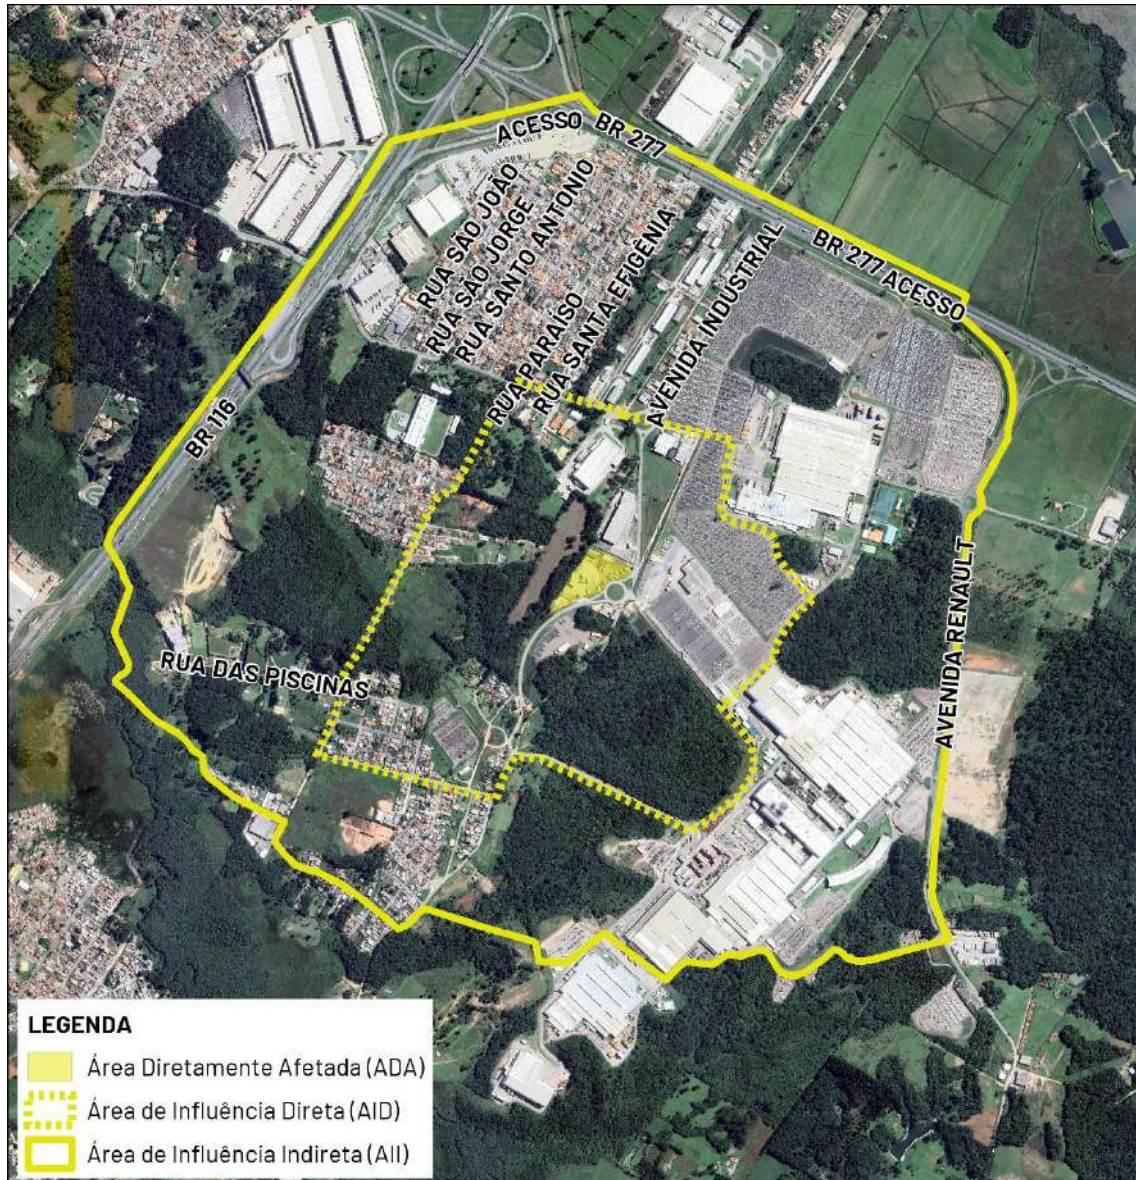 ACESSO
BR 277
RUA SÃO JOÃO
RUA SÃO JORGE
RUA SANTO ANTONIO
RUA PARAISO
RUA SANTA EFIGÊNIA
AVENIDA INDUSTRIAL
BR 277 ACESSO
BR 116
RUA DAS PISCINAS
AVENIDA RENAULT
LEGENDA
Área Diretamente Afetada (ADA)
Área de Influência Direta (AID)
Área de Influência Indireta (AII)